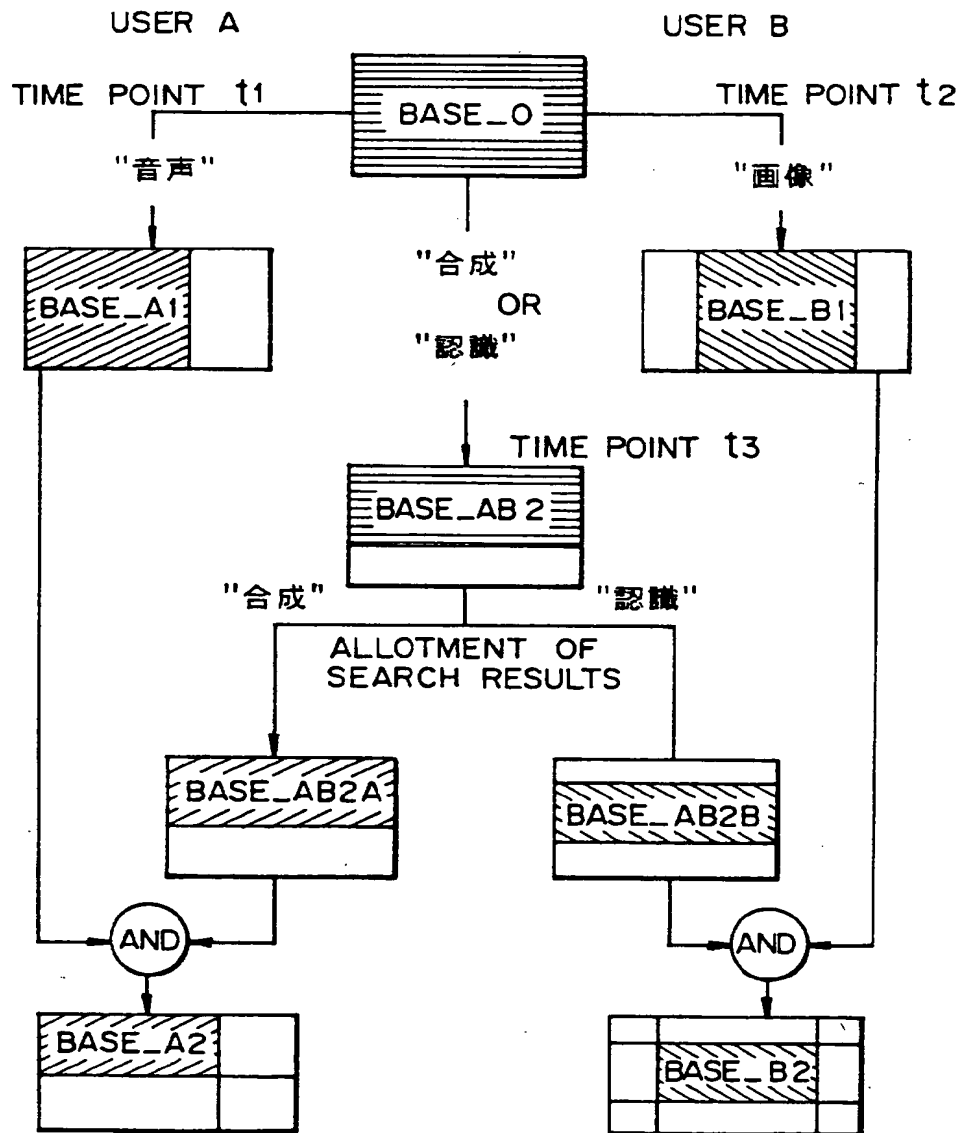 USER A
USER B
TIME POINT t1
BASE_0
TIME POINT t2
"音声"
"画像"
"合成"
OR
"認識"
BASE_A1
BASE_B1
TIME POINT t3
BASE_AB2
"合成"
"認識"
ALLOTMENT OF
SEARCH RESULTS
BASE_AB2A
BASE_AB2B
AND
AND
BASE_A2
BASE_B2